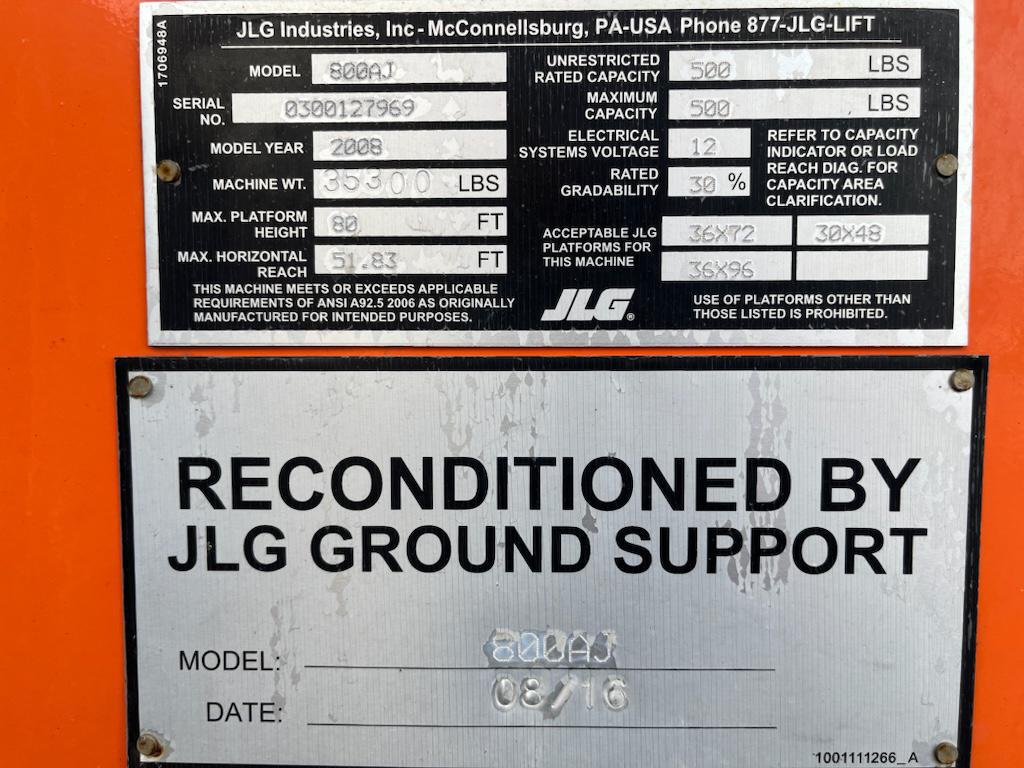 1706948A
JLG Industries, Inc - McConnellsburg, PA-USA Phone 877-JLG-LIFT
MODEL 800AJ
SERIAL NO. 0300127969
MODEL YEAR 2008
MACHINE WT. 35300 LBS
MAX. PLATFORM HEIGHT 80 FT
MAX. HORIZONTAL REACH 51.83 FT
THIS MACHINE MEETS OR EXCEEDS APPLICABLE
REQUIREMENTS OF ANSI A92.5 2006 AS ORIGINALLY
MANUFACTURED FOR INTENDED PURPOSES.
UNRESTRICTED RATED CAPACITY 500 LBS
MAXIMUM CAPACITY 500 LBS
ELECTRICAL SYSTEMS VOLTAGE 12
RATED GRADABILITY 30 %
REFER TO CAPACITY
INDICATOR OR LOAD
REACH DIAG. FOR
CAPACITY AREA
CLARIFICATION.
ACCEPTABLE JLG
PLATFORMS FOR
THIS MACHINE
36X72 30X48
36X96
JLG®
USE OF PLATFORMS OTHER THAN
THOSE LISTED IS PROHIBITED.
RECONDITIONED BY
JLG GROUND SUPPORT
MODEL: 800AJ
DATE: 08/16
1001111266_A